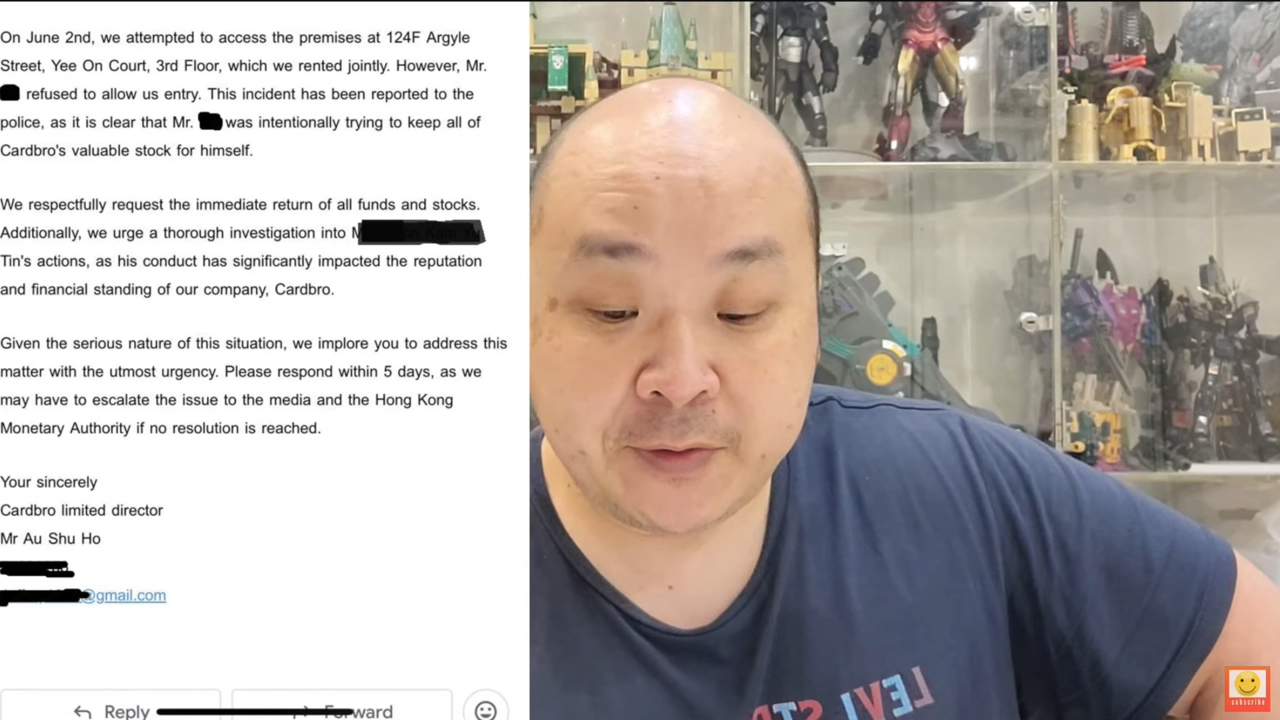 On June 2nd, we attempted to access the premises at 124F Argyle
Street, Yee On Court, 3rd Floor, which we rented jointly. However, Mr.
refused to allow us entry. This incident has been reported to the
police, as it is clear that Mr. was intentionally trying to keep all of
Cardbro's valuable stock for himself.
We respectfully request the immediate return of all funds and stocks.
Additionally, we urge a thorough investigation into
Tin's actions, as his conduct has significantly impacted the reputation
and financial standing of our company, Cardbro.
Given the serious nature of this situation, we implore you to address this
matter with the utmost urgency. Please respond within 5 days, as we
may have to escalate the issue to the media and the Hong Kong
Monetary Authority if no resolution is reached.
Your sincerely
Cardbro limited director
Mr Au Shu Ho
@gmail.com
Reply Forward
LEVI
subscribe